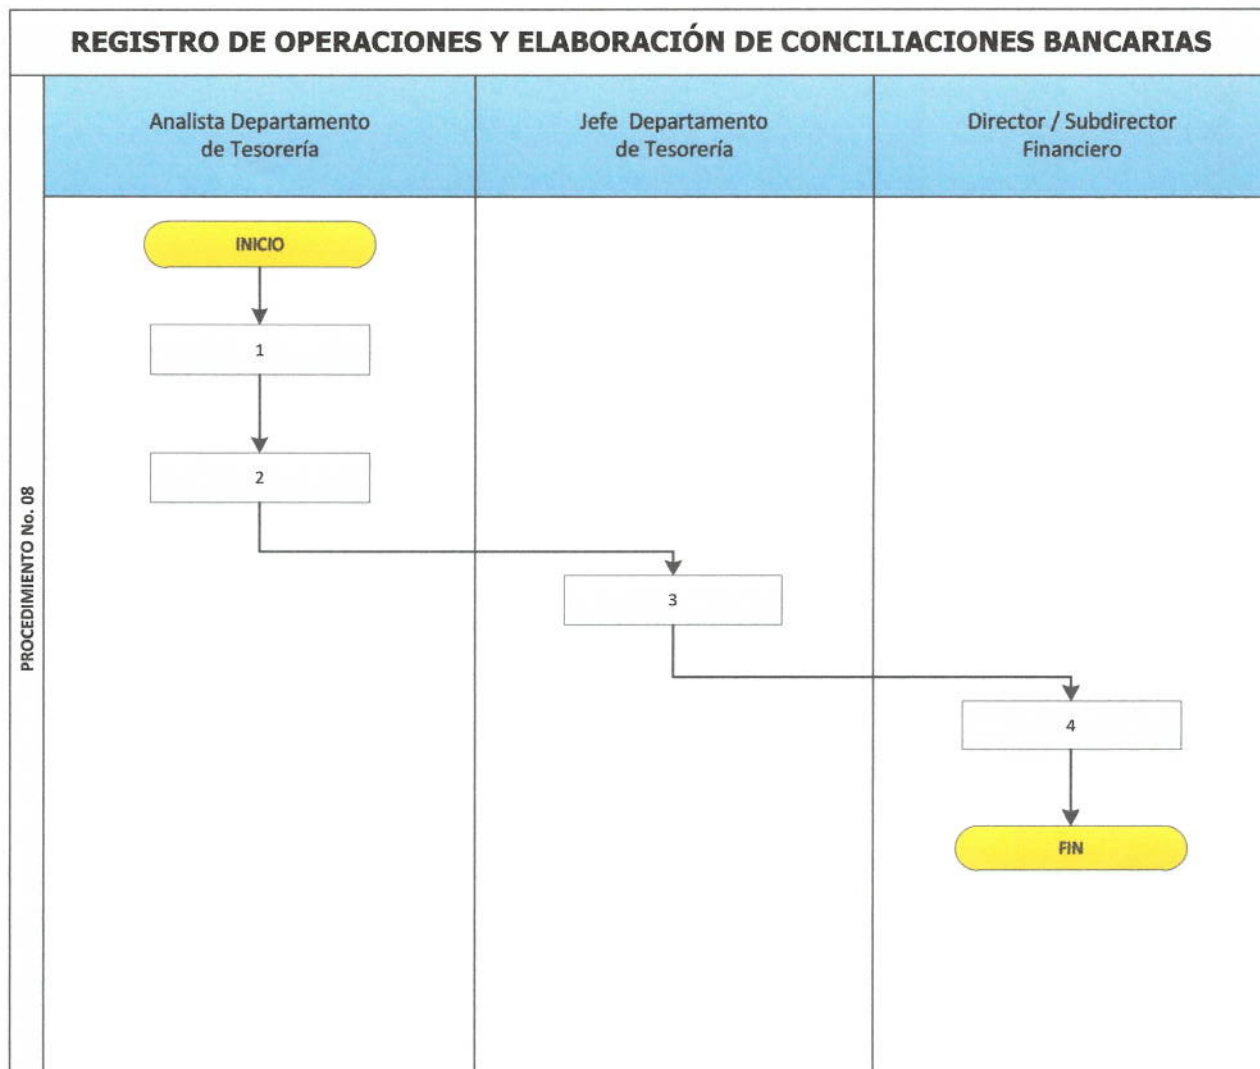 REGISTRO DE OPERACIONES Y ELABORACIÓN DE CONCILIACIONES BANCARIAS
Analista Departamento
de Tesorería
Jefe Departamento
de Tesorería
Director / Subdirector
Financiero
PROCEDIMIENTO No. 08
INICIO
1
2
3
4
FIN